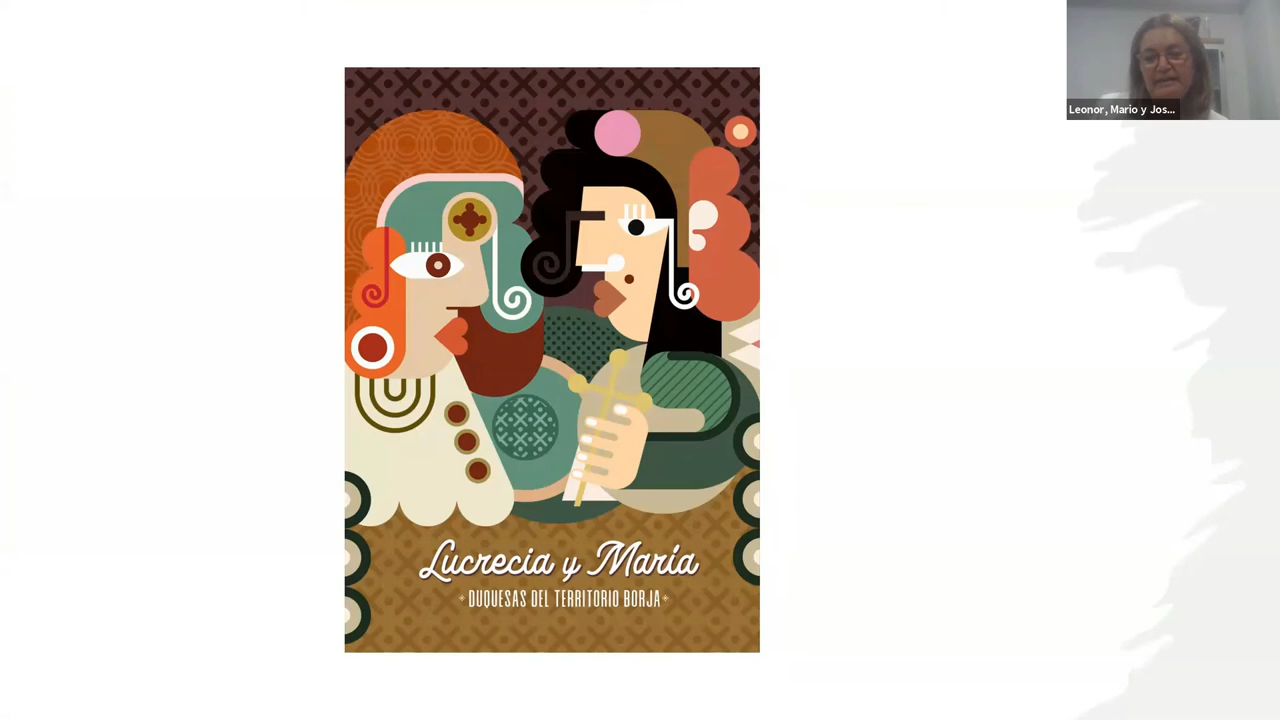 Leonor, Mario y Jos...
Lucrecia y María
DUQUESAS DEL TERRITORIO BORJA